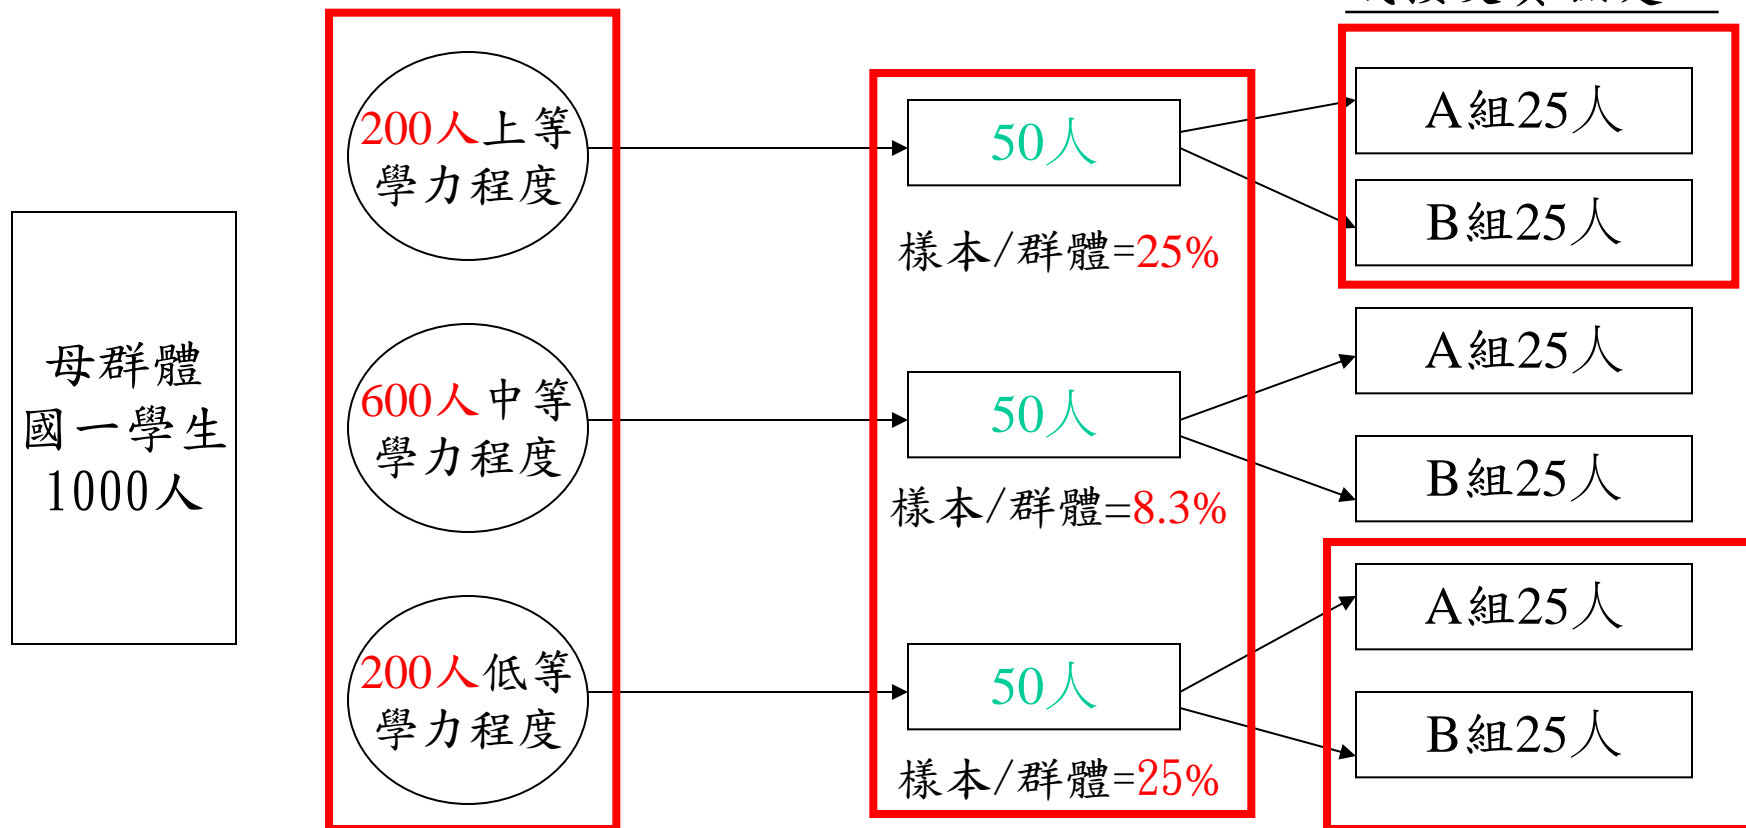 母群體
國一學生
1000人
200人上等
學力程度
50人
樣本/群體=25%
A組25人
B組25人
600人中等
學力程度
50人
樣本/群體=8.3%
A組25人
B組25人
200人低等
學力程度
50人
樣本/群體=25%
A組25人
B組25人